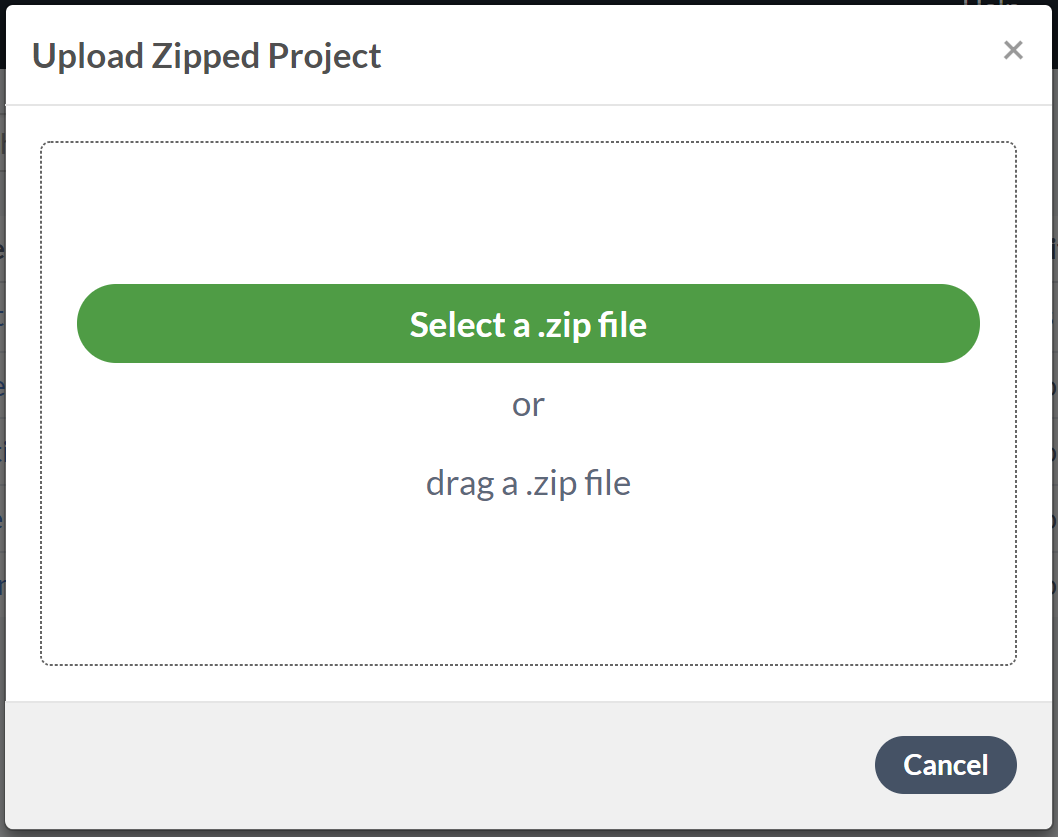 Upload Zipped Project
×
Select a .zip file
or
drag a .zip file
Cancel